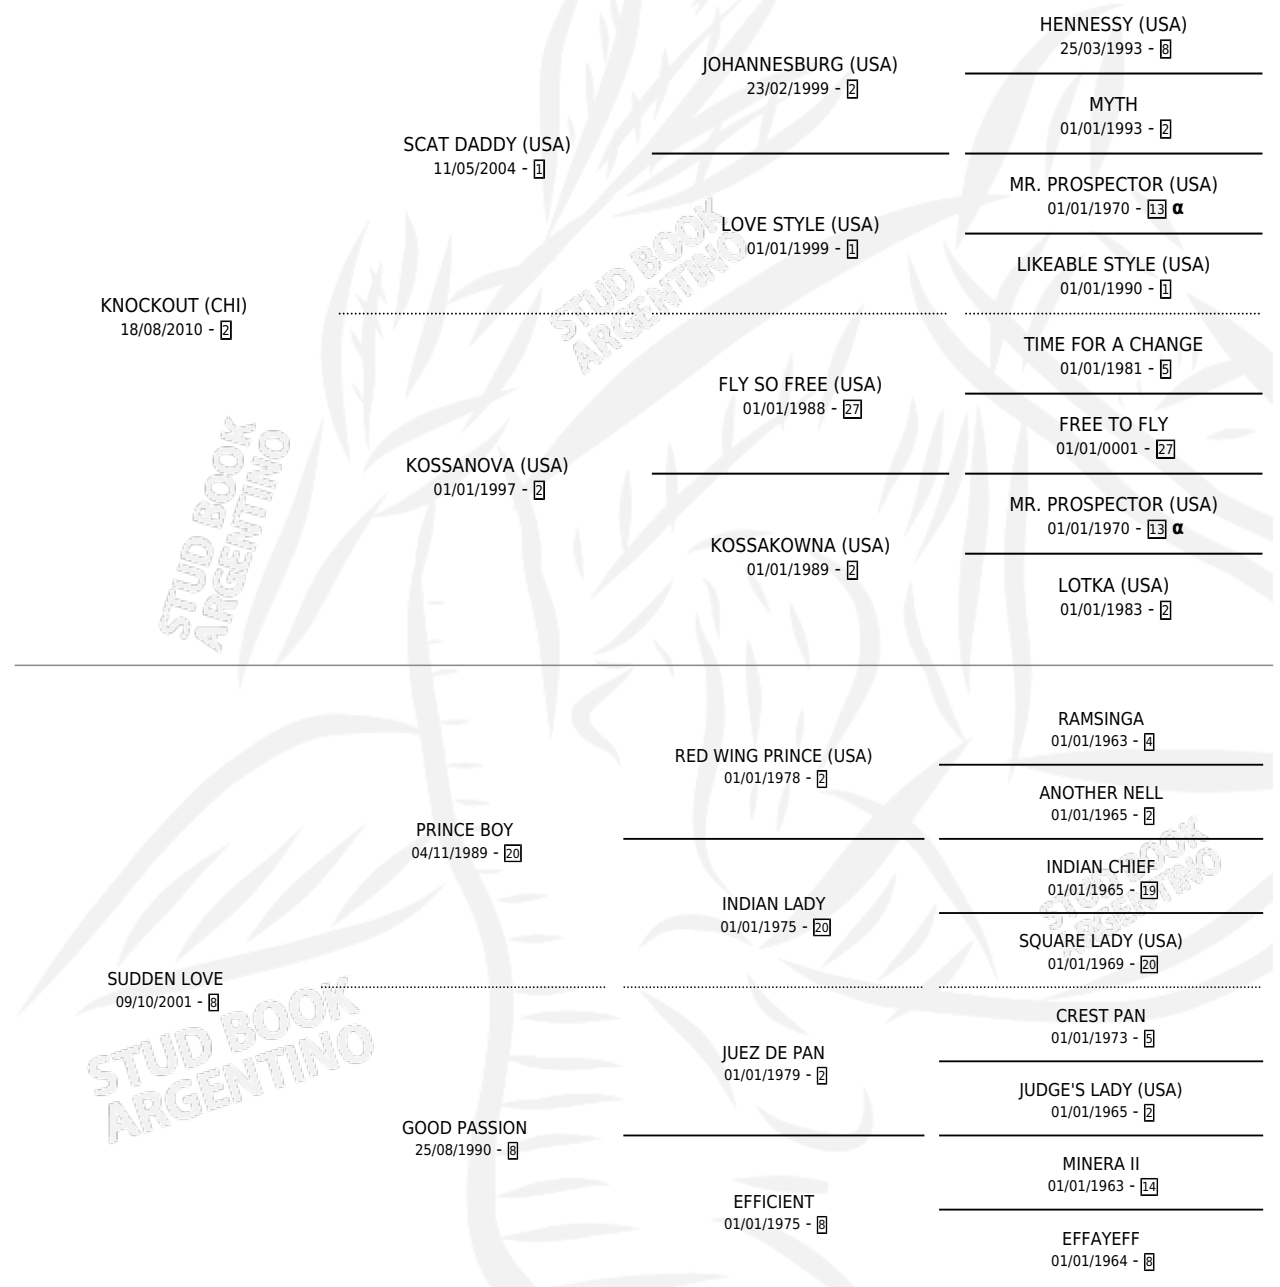 HENNESSY (USA)
25/03/1993 - 8
JOHANNESBURG (USA)
23/02/1999 - 2
MYTH
01/01/1993 - 2
SCAT DADDY (USA)
11/05/2004 - 1
MR. PROSPECTOR (USA)
01/01/1970 - 13 α
LOVE STYLE (USA)
01/01/1999 - 1
LIKEABLE STYLE (USA)
01/01/1990 - 1
KNOCKOUT (CHI)
18/08/2010 - 2
TIME FOR A CHANGE
01/01/1981 - 5
FLY SO FREE (USA)
01/01/1988 - 27
FREE TO FLY
01/01/0001 - 27
KOSSANOVA (USA)
01/01/1997 - 2
MR. PROSPECTOR (USA)
01/01/1970 - 13 α
KOSSAKOWNA (USA)
01/01/1989 - 2
LOTKA (USA)
01/01/1983 - 2
RAMSINGA
01/01/1963 - 4
RED WING PRINCE (USA)
01/01/1978 - 2
ANOTHER NELL
01/01/1965 - 2
PRINCE BOY
04/11/1989 - 20
INDIAN CHIEF
01/01/1965 - 19
INDIAN LADY
01/01/1975 - 20
SQUARE LADY (USA)
01/01/1969 - 20
SUDDEN LOVE
09/10/2001 - 8
CREST PAN
01/01/1973 - 5
JUEZ DE PAN
01/01/1979 - 2
JUDGE'S LADY (USA)
01/01/1965 - 2
GOOD PASSION
25/08/1990 - 8
MINERA II
01/01/1963 - 14
EFFICIENT
01/01/1975 - 8
EFFAYEFF
01/01/1964 - 8
STUD BOOK
ARGENTINO
STUD BOOK
ARGENTINO
STUD BOOK
ARGENTINO
STUD BOOK
ARGENTINO